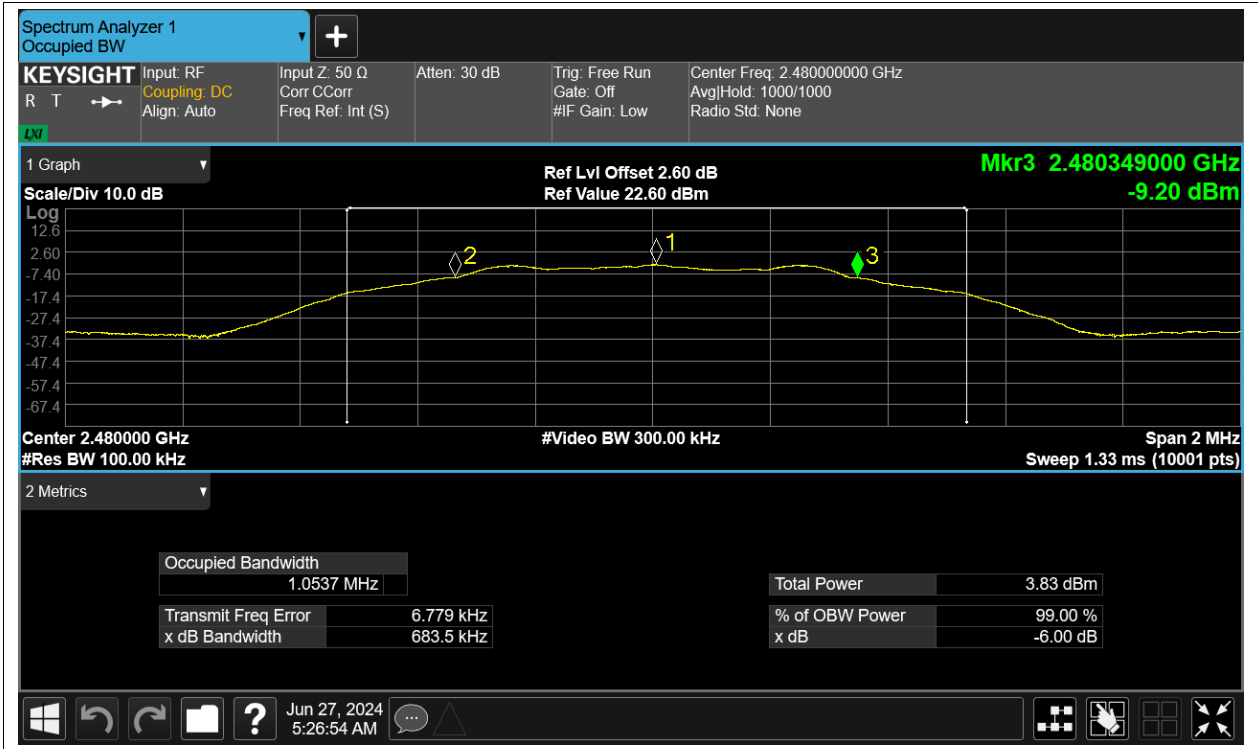 Spectrum Analyzer 1
Occupied BW
KEYSIGHT
R T
LXI
Input: RF
Coupling: DC
Align: Auto
Input Z: 50 Ω
Corr CCorr
Freq Ref: Int (S)
Atten: 30 dB
Trig: Free Run
Gate: Off
#IF Gain: Low
Center Freq: 2.480000000 GHz
Avg|Hold: 1000/1000
Radio Std: None
1 Graph
Scale/Div 10.0 dB
Ref Lvl Offset 2.60 dB
Ref Value 22.60 dBm
Mkr3 2.480349000 GHz
-9.20 dBm
Log
12.6
2.60
-7.40
-17.4
-27.4
-37.4
-47.4
-57.4
-67.4
2
1
3
Center 2.480000 GHz
#Res BW 100.00 kHz
#Video BW 300.00 kHz
Span 2 MHz
Sweep 1.33 ms (10001 pts)
2 Metrics
Occupied Bandwidth
1.0537 MHz
Transmit Freq Error 6.779 kHz
x dB Bandwidth 683.5 kHz
Total Power 3.83 dBm
% of OBW Power 99.00 %
x dB -6.00 dB
?
Jun 27, 2024
5:26:54 AM